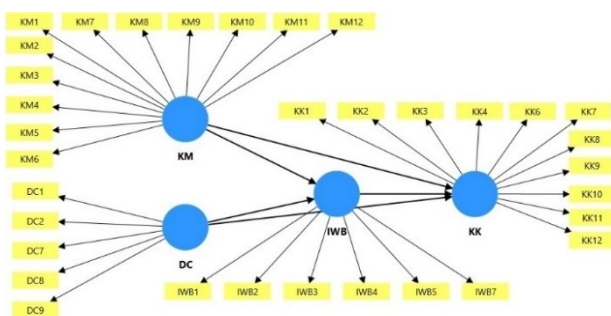 KM1 KM7 KM8 KM9 KM10 KM11 KM12
KM2
KM3
KM4
KM5
KM6
KM
KK1 KK2 KK3 KK4 KK6 KK7
KK8
KK9
KK10
KK11
KK12
KK
DC1
DC2
DC7
DC8
DC9
DC
IWB
IWB1 IWB2 IWB3 IWB4 IWB5 IWB7